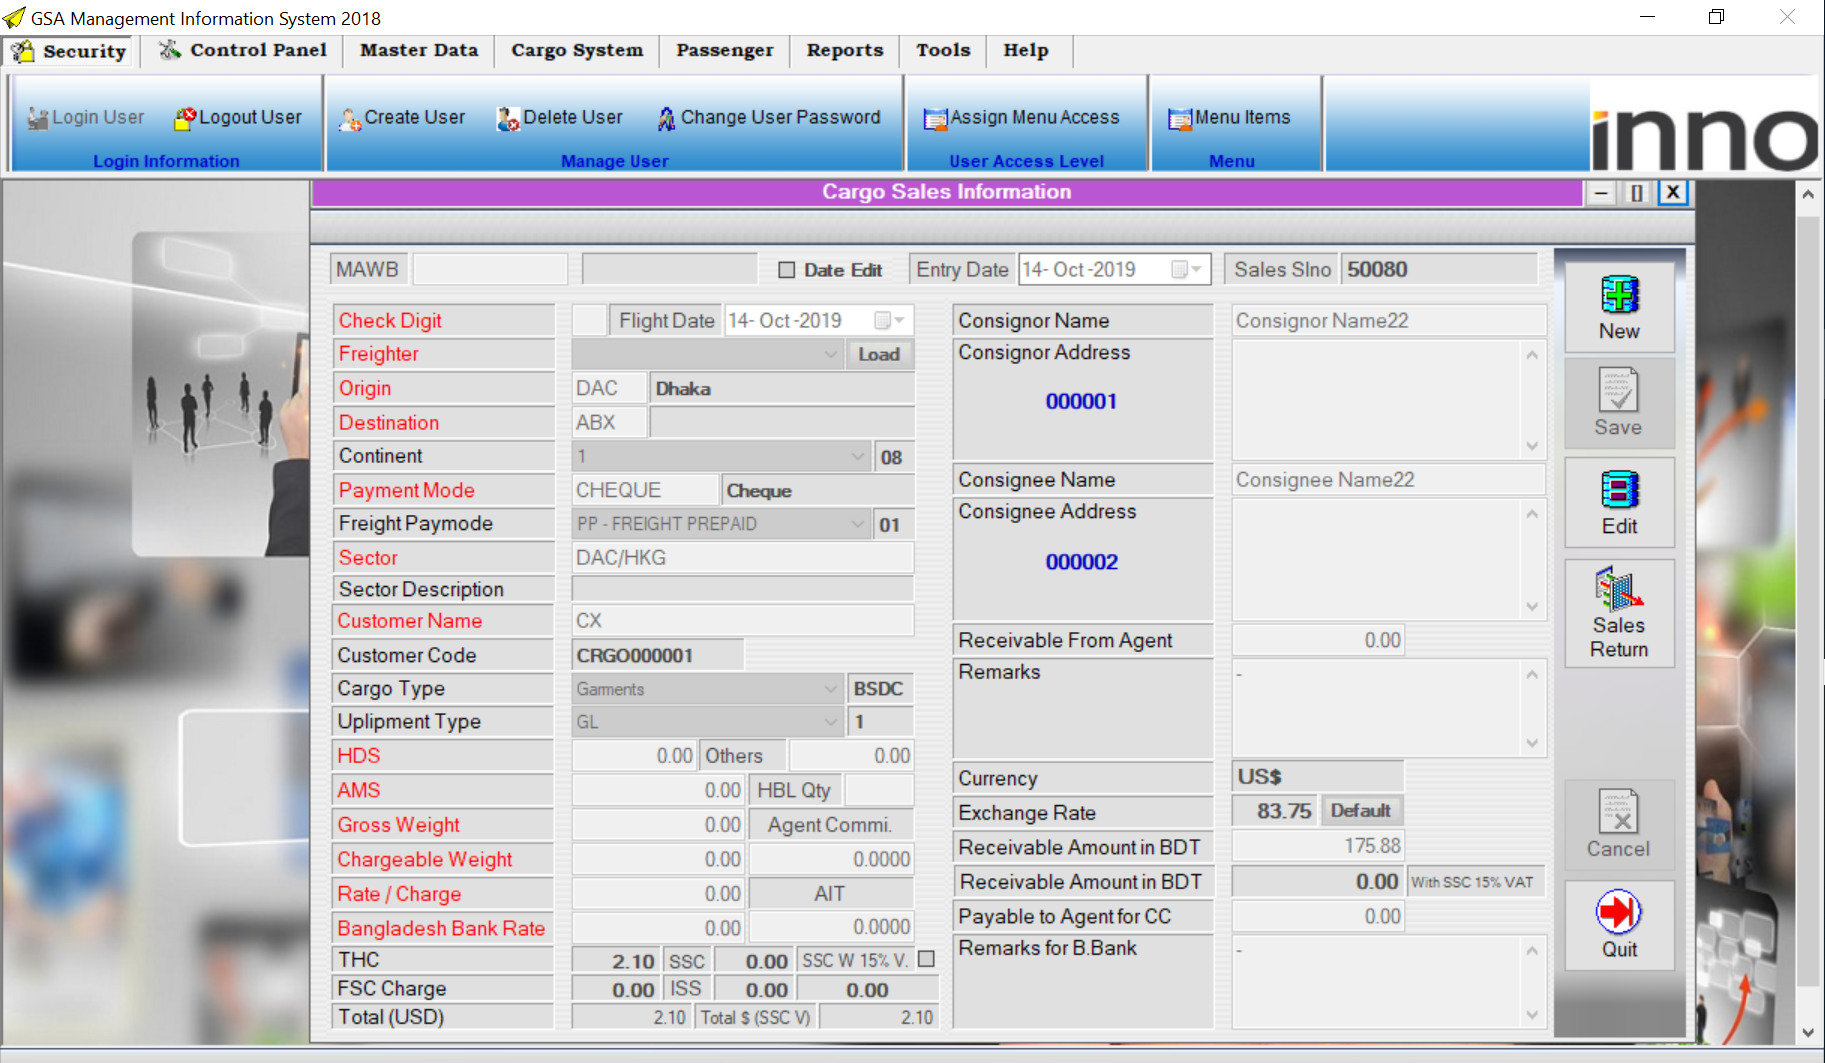 GSA Management Information System 2018
Security Control Panel Master Data Cargo System Passenger Reports Tools Help
Login User Logout User Create User Delete User Change User Password Assign Menu Access Menu Items
Login Information Manage User User Access Level Menu
inno
Cargo Sales Information
MAWB Date Edit Entry Date 14- Oct -2019 Sales Slno 50080
Check Digit Flight Date 14- Oct -2019
Freighter Load
Origin DAC Dhaka
Destination ABX
Continent 1 08
Payment Mode CHEQUE Cheque
Freight Paymode PP - FREIGHT PREPAID 01
Sector DAC/HKG
Sector Description
Customer Name CX
Customer Code CRGO000001
Cargo Type Garments BSDC
Uplipment Type GL 1
HDS 0.00 Others 0.00
AMS 0.00 HBL Qty
Gross Weight 0.00 Agent Commi.
Chargeable Weight 0.00 0.0000
Rate / Charge 0.00 AIT
Bangladesh Bank Rate 0.00 0.0000
THC 2.10 SSC 0.00 SSC W 15% V.
FSC Charge 0.00 ISS 0.00 0.00
Total (USD) 2.10 Total $ (SSC V) 2.10
Consignor Name Consignor Name22
Consignor Address
000001
Consignee Name Consignee Name22
Consignee Address
000002
Receivable From Agent 0.00
Remarks -
Currency US$
Exchange Rate 83.75 Default
Receivable Amount in BDT 175.88
Receivable Amount in BDT 0.00 With SSC 15% VAT
Payable to Agent for CC 0.00
Remarks for B.Bank -
New
Save
Edit
Sales
Return
Cancel
Quit